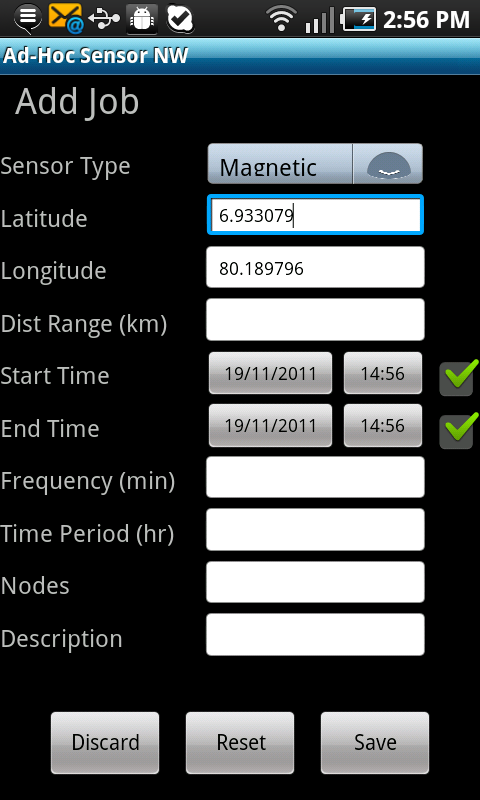 2:56 PM
Ad-Hoc Sensor NW
Add Job
Sensor Type Magnetic
Latitude 6.933079
Longitude 80.189796
Dist Range (km)
Start Time 19/11/2011 14:56
End Time 19/11/2011 14:56
Frequency (min)
Time Period (hr)
Nodes
Description
Discard Reset Save